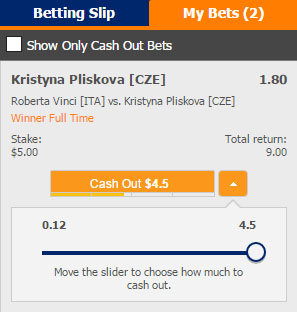 Betting Slip My Bets (2)
Show Only Cash Out Bets
Kristyna Pliskova [CZE] 1.80
Roberta Vinci [ITA] vs. Kristyna Pliskova [CZE]
Winner Full Time
Stake: Total return:
$5.00 9.00
Cash Out $4.5
0.12 4.5
Move the slider to choose how much to
cash out.